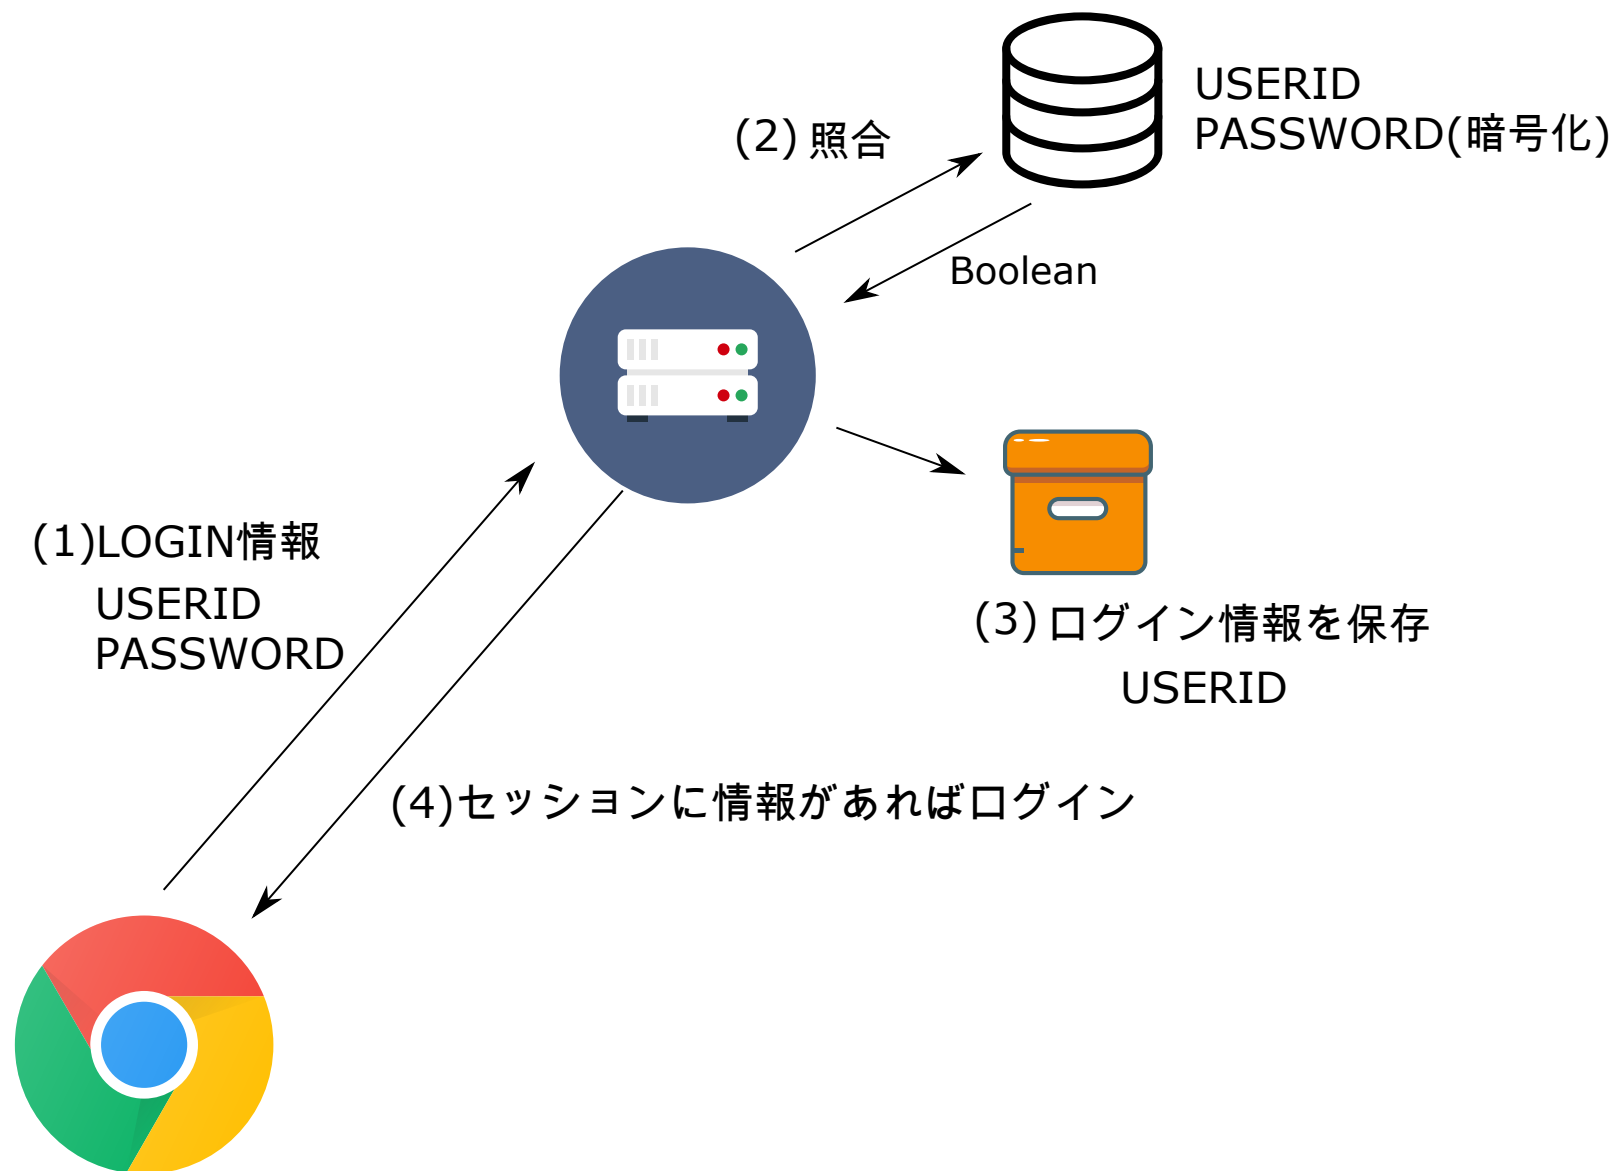 USERID
PASSWORD(暗号化)
(2) 照合
Boolean
(1)LOGIN情報
USERID
PASSWORD
(3) ログイン情報を保存
USERID
(4)セッションに情報があればログイン